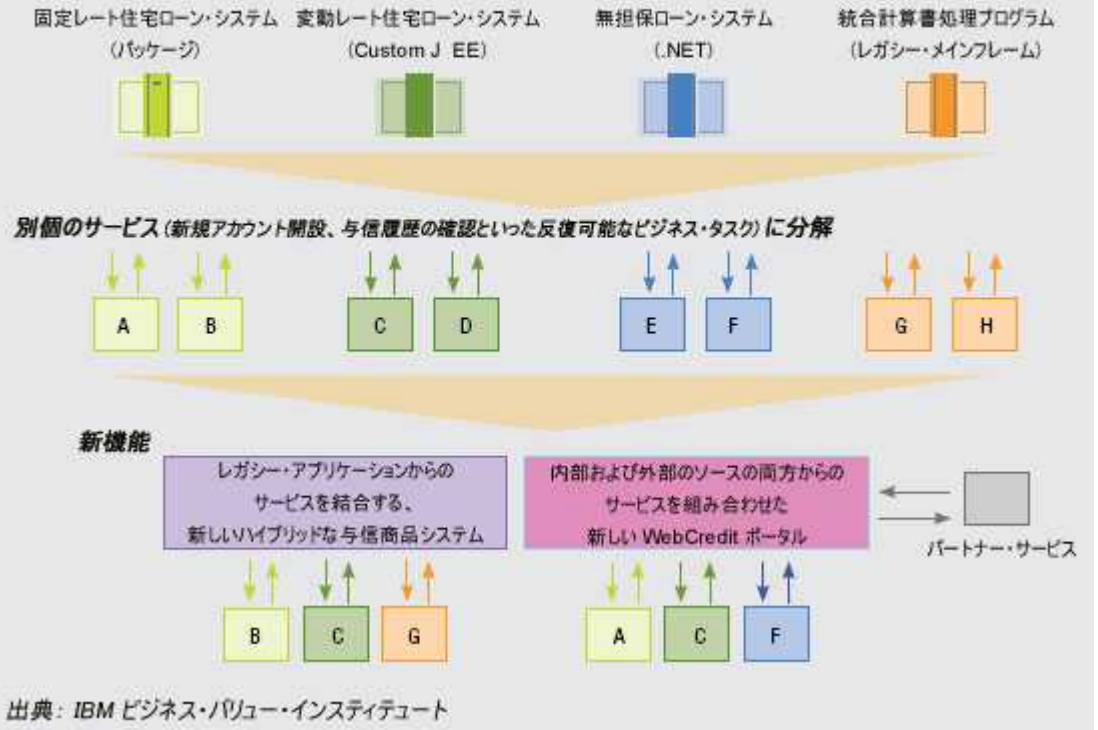 固定レート住宅ローン・システム
(パッケージ)
変動レート住宅ローン・システム
(Custom J EE)
無担保ローン・システム
(.NET)
統合計算書処理プログラム
(レガシー・メインフレーム)
別個のサービス(新規アカウント開設、与信履歴の確認といった反復可能なビジネス・タスク)に分解
A
B
C
D
E
F
G
H
新機能
レガシー・アプリケーションからの
サービスを結合する、
新しいハイブリッドな与信商品システム
内部および外部のソースの両方からの
サービスを組み合わせた
新しい WebCredit ポータル
パートナー・サービス
B
C
G
A
C
F
出典: IBM ビジネス・バリュー・インスティテュート